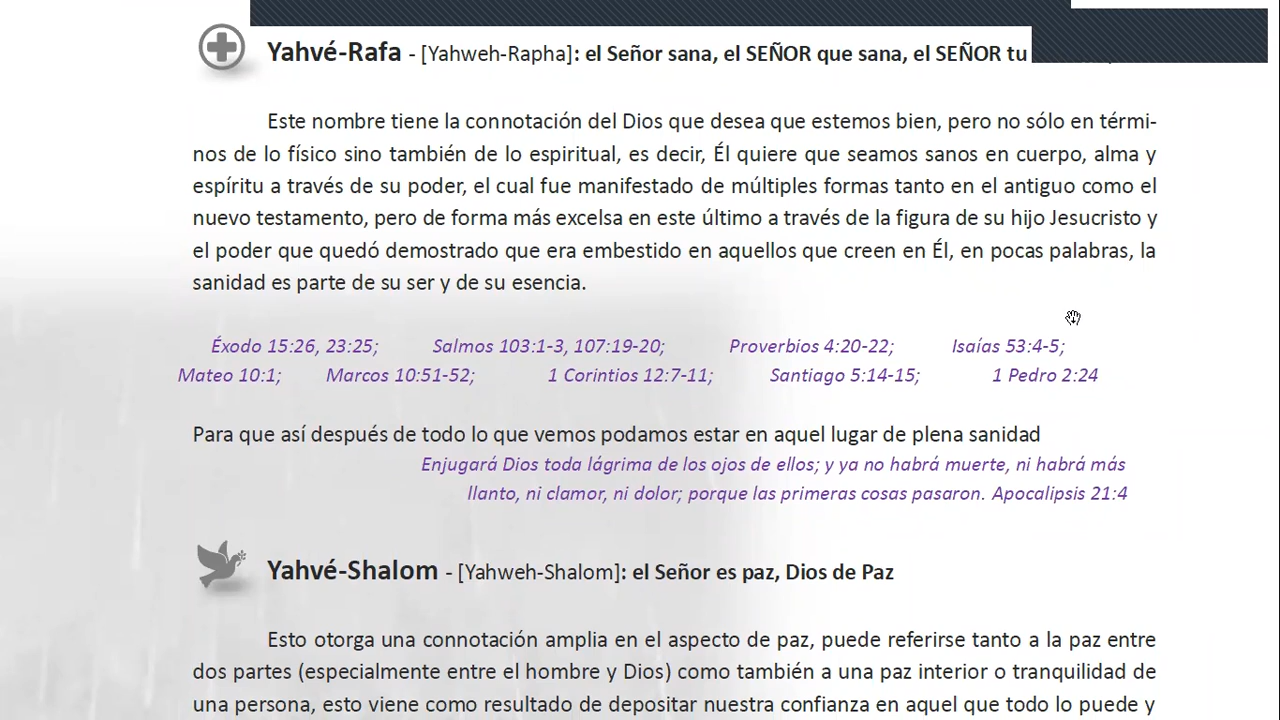 Yahvé-Rafa - [Yahweh-Rapha]: el Señor sana, el SEÑOR que sana, el SEÑOR tu
Este nombre tiene la connotación del Dios que desea que estemos bien, pero no sólo en térmi-
nos de lo físico sino también de lo espiritual, es decir, Él quiere que seamos sanos en cuerpo, alma y
espíritu a través de su poder, el cual fue manifestado de múltiples formas tanto en el antiguo como el
nuevo testamento, pero de forma más excelsa en este último a través de la figura de su hijo Jesucristo y
el poder que quedó demostrado que era embestido en aquellos que creen en Él, en pocas palabras, la
sanidad es parte de su ser y de su esencia.
Éxodo 15:26, 23:25; Salmos 103:1-3, 107:19-20; Proverbios 4:20-22; Isaías 53:4-5;
Mateo 10:1; Marcos 10:51-52; 1 Corintios 12:7-11; Santiago 5:14-15; 1 Pedro 2:24
Para que así después de todo lo que vemos podamos estar en aquel lugar de plena sanidad
Enjugará Dios toda lágrima de los ojos de ellos; y ya no habrá muerte, ni habrá más
llanto, ni clamor, ni dolor; porque las primeras cosas pasaron. Apocalipsis 21:4
Yahvé-Shalom - [Yahweh-Shalom]: el Señor es paz, Dios de Paz
Esto otorga una connotación amplia en el aspecto de paz, puede referirse tanto a la paz entre
dos partes (especialmente entre el hombre y Dios) como también a una paz interior o tranquilidad de
una persona, esto viene como resultado de depositar nuestra confianza en aquel que todo lo puede y